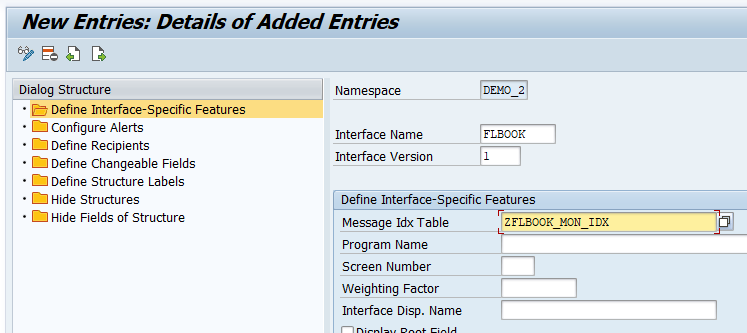 New Entries: Details of Added Entries
Dialog Structure
Define Interface-Specific Features
Configure Alerts
Define Recipients
Define Changeable Fields
Define Structure Labels
Hide Structures
Hide Fields of Structure
Namespace DEMO_2
Interface Name FLBOOK
Interface Version 1
Define Interface-Specific Features
Message Idx Table ZFLBOOK_MON_IDX
Program Name
Screen Number
Weighting Factor
Interface Disp. Name
Display Root Field